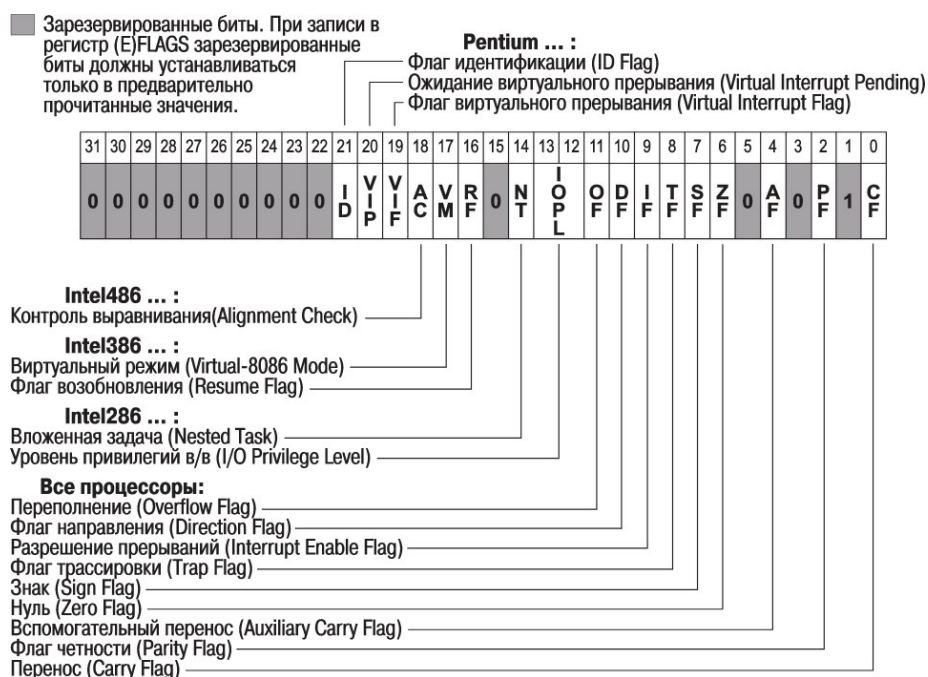 Зарезервированные биты. При записи в
регистр (E)FLAGS зарезервированные
биты должны устанавливаться
только в предварительно
прочитанные значения.
Pentium ... :
Флаг идентификации (ID Flag)
Ожидание виртуального прерывания (Virtual Interrupt Pending)
Флаг виртуального прерывания (Virtual Interrupt Flag)
31 30 29 28 27 26 25 24 23 22 21 20 19 18 17 16 15 14 13 12 11 10 9 8 7 6 5 4 3 2 1 0
0 0 0 0 0 0 0 0 0 0 ID VIP VIF AC VM RF 0 NT IOPL OF DF IF TF SF ZF 0 AF 0 PF 1 CF
Intel486 ... :
Контроль выравнивания(Alignment Check)
Intel386 ... :
Виртуальный режим (Virtual-8086 Mode)
Флаг возобновления (Resume Flag)
Intel286 ... :
Вложенная задача (Nested Task)
Уровень привилегий в/в (I/O Privilege Level)
Все процессоры:
Переполнение (Overflow Flag)
Флаг направления (Direction Flag)
Разрешение прерываний (Interrupt Enable Flag)
Флаг трассировки (Trap Flag)
Знак (Sign Flag)
Нуль (Zero Flag)
Вспомогательный перенос (Auxiliary Carry Flag)
Флаг четности (Parity Flag)
Перенос (Carry Flag)